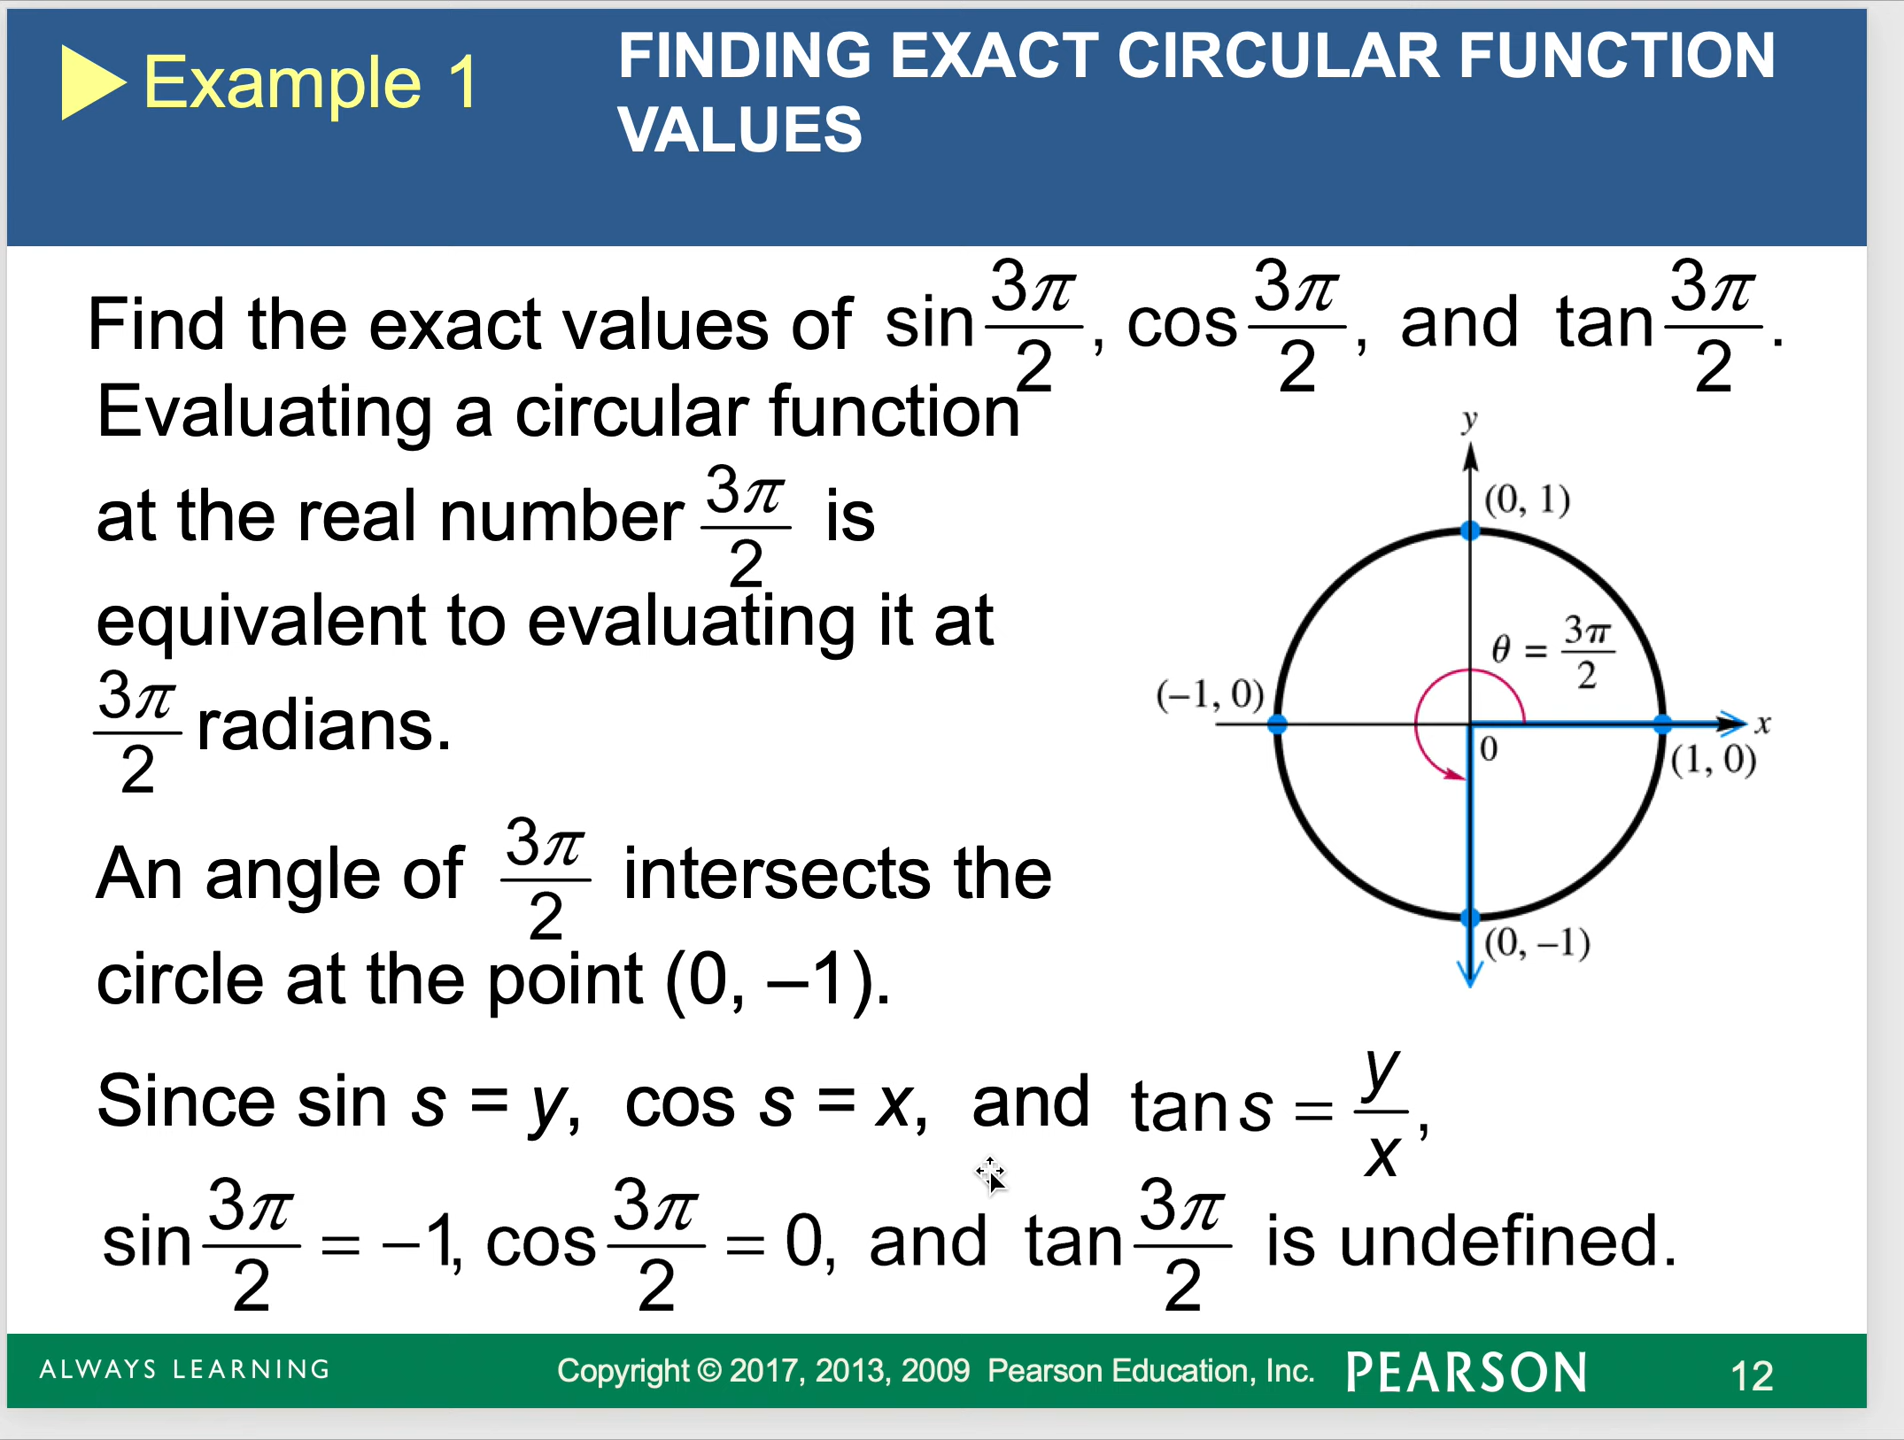 Example 1
FINDING EXACT CIRCULAR FUNCTION
VALUES
Find the exact values of sin 3π/2, cos 3π/2, and tan 3π/2.
Evaluating a circular function
at the real number 3π/2 is
equivalent to evaluating it at
3π/2 radians.
An angle of 3π/2 intersects the
circle at the point (0, –1).
y
(0, 1)
θ = 3π/2
(–1, 0)
x
0
(1, 0)
(0, –1)
Since sin s = y, cos s = x, and tan s = y/x,
sin 3π/2 = –1, cos 3π/2 = 0, and tan 3π/2 is undefined.
ALWAYS LEARNING
Copyright © 2017, 2013, 2009 Pearson Education, Inc.
PEARSON
12